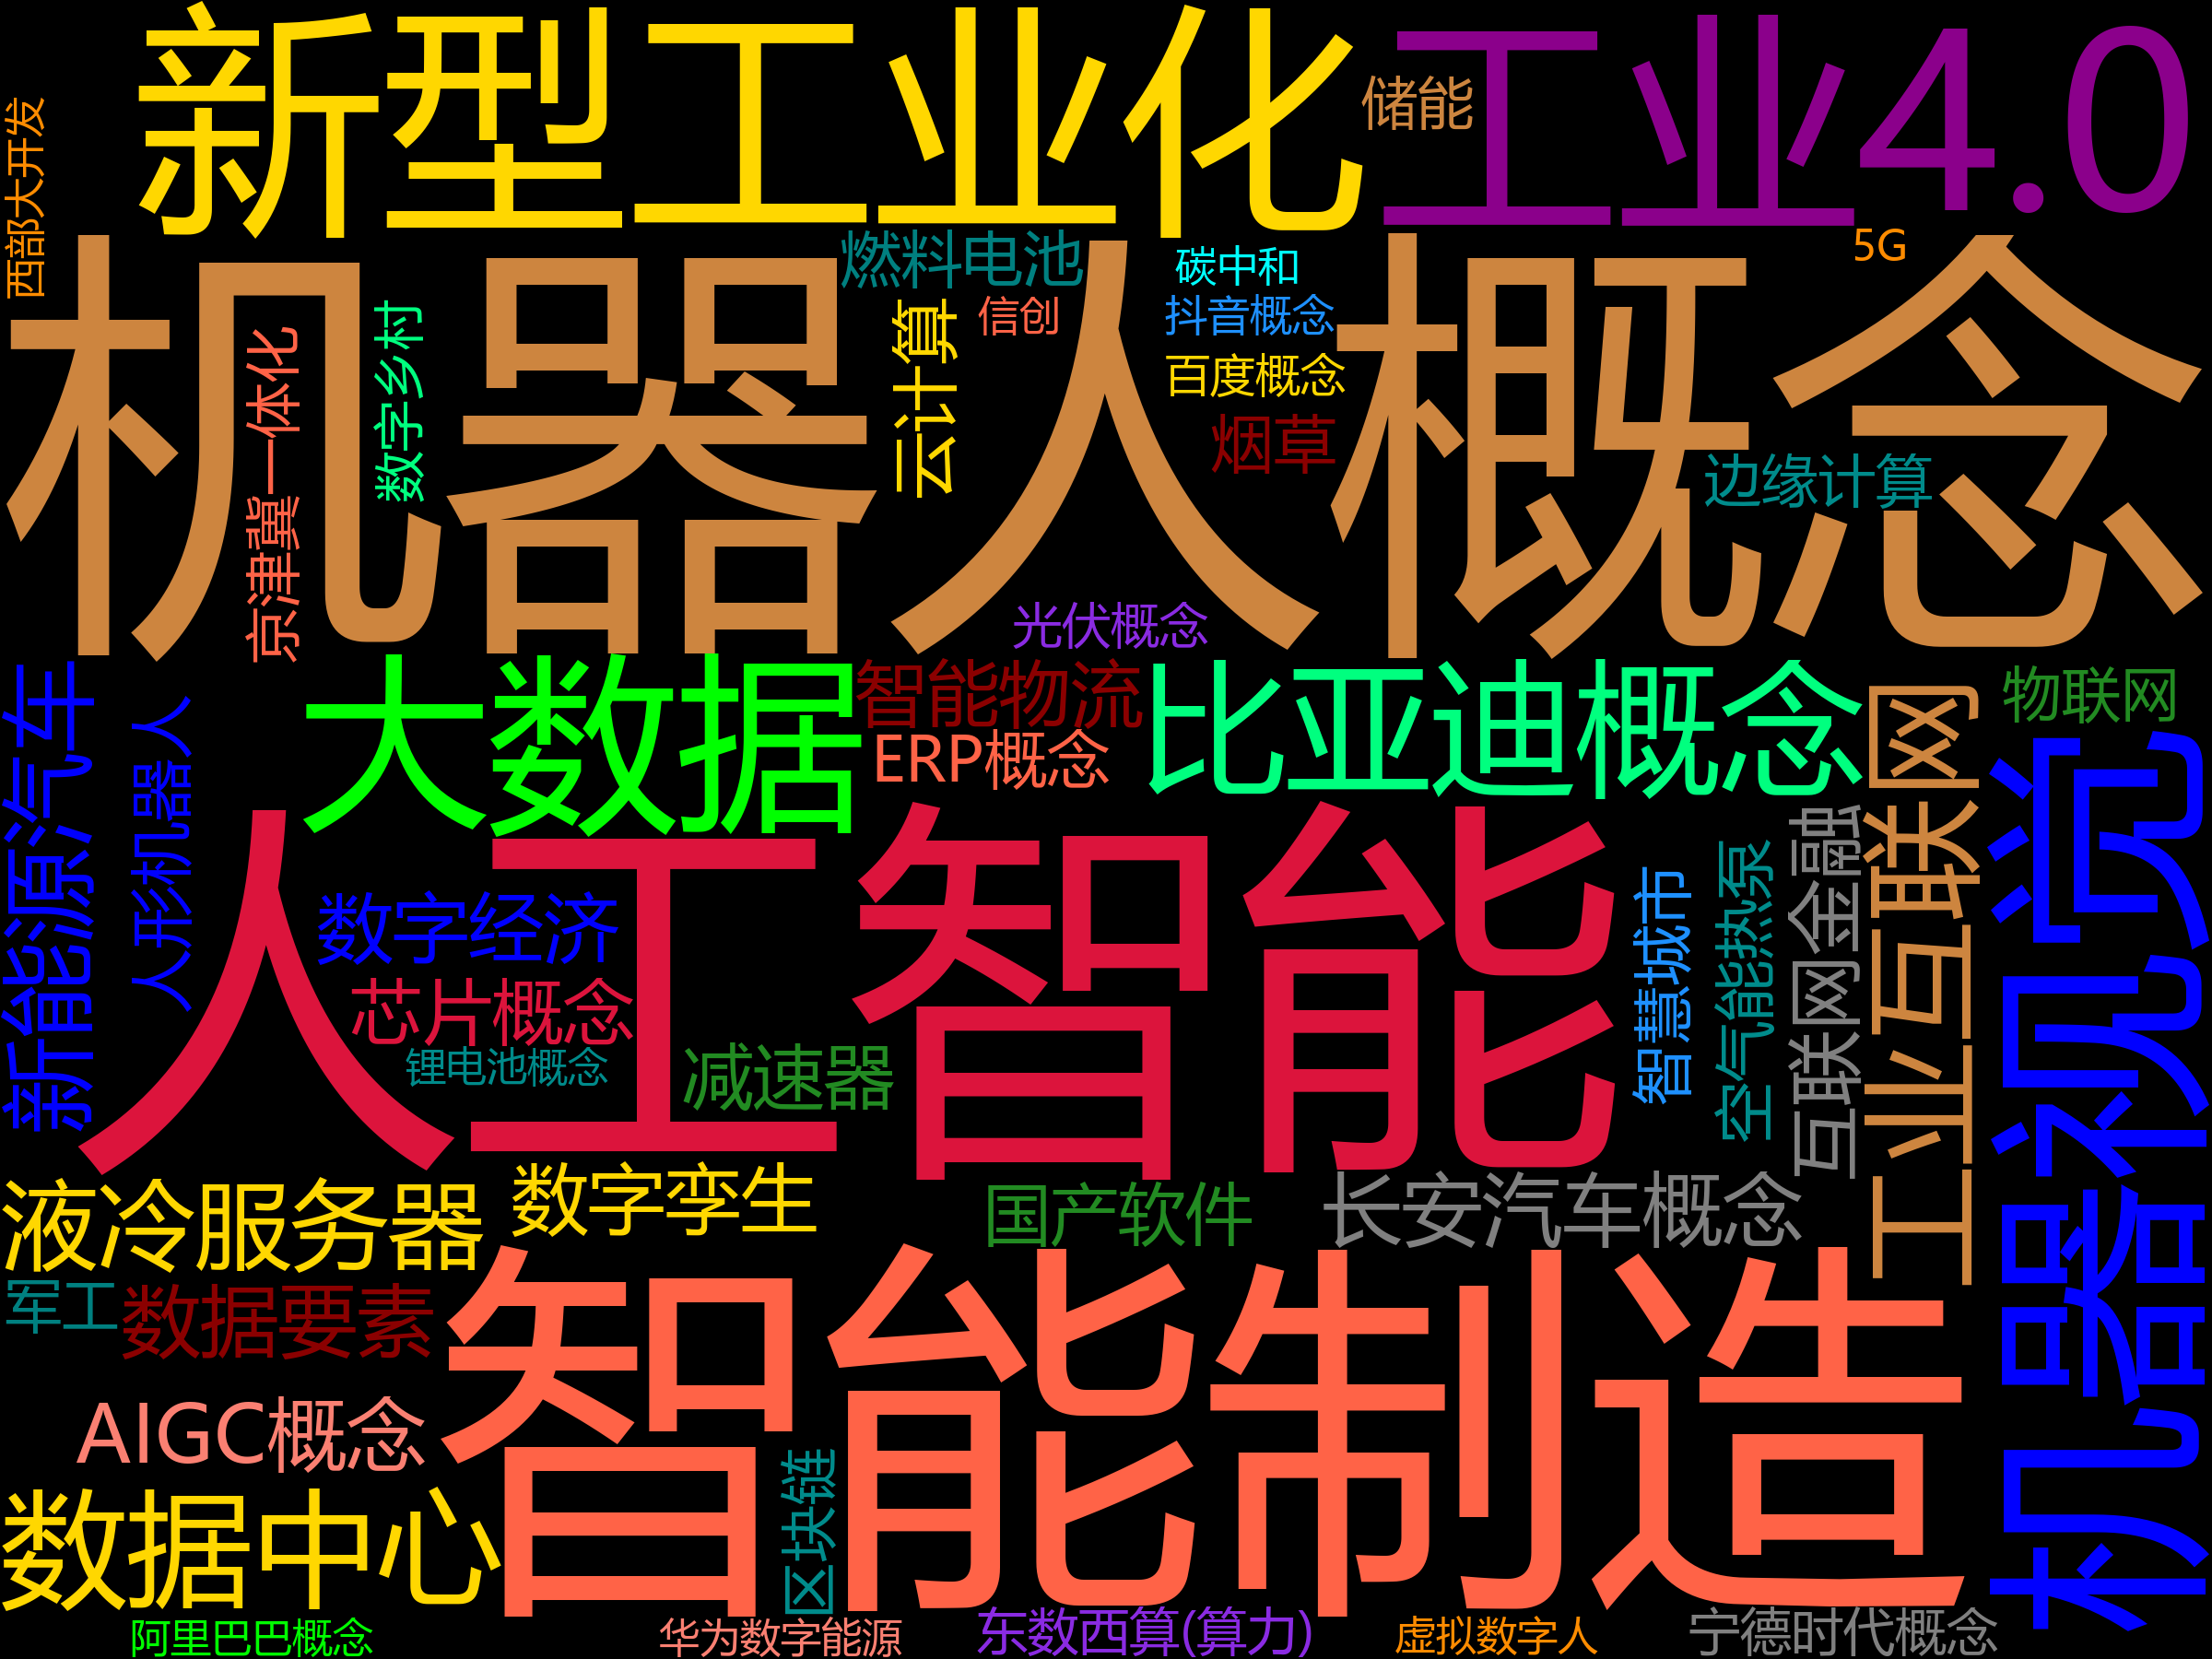 新型工业化
工业4.0
储能
西部大开发
5G
燃料电池
碳中和
机器人概念
信创
抖音概念
云计算
百度概念
数字乡村
京津冀一体化
烟草
边缘计算
光伏概念
大数据
智能物流
比亚迪概念
物联网
ERP概念
新能源汽车
人形机器人
工业互联网
机器视觉
人工智能
互联网金融
空气能热泵
智慧城市
数字经济
芯片概念
锂电池概念
减速器
液冷服务器
数字孪生
国产软件
长安汽车概念
军工
数据要素
智能制造
AIGC概念
区块链
数据中心
阿里巴巴概念
华为数字能源
东数西算(算力)
虚拟数字人
宁德时代概念